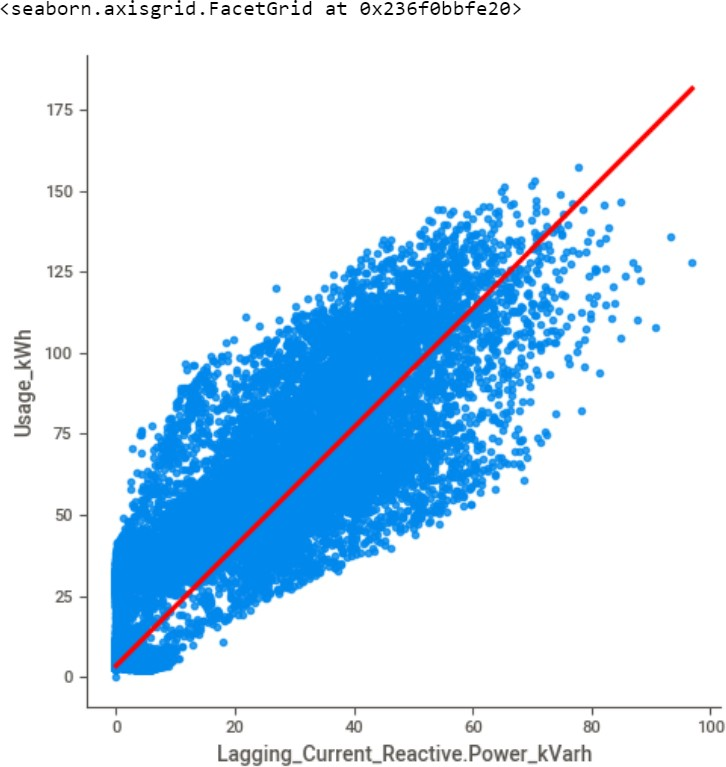 <seaborn.axisgrid.FacetGrid at 0x236f0bbfe20>
175
150
125
100
75
50
25
0
Usage_kWh
0 20 40 60 80 100
Lagging_Current_Reactive.Power_kVarh